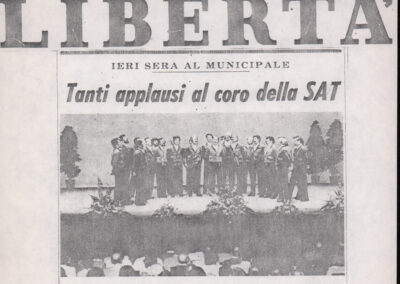 LIBERTÀ
IERI SERA AL MUNICIPALE
Tanti applausi al coro della SAT